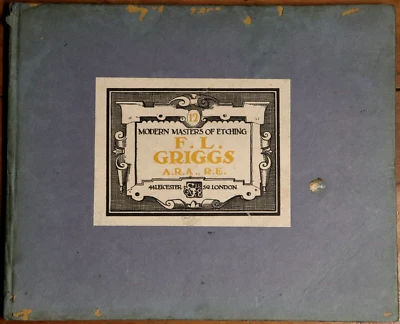 12
MODERN MASTERS OF ETCHING
F. L.
GRIGGS
A.R.A., R.E.
44 LEICESTER SQ. LONDON